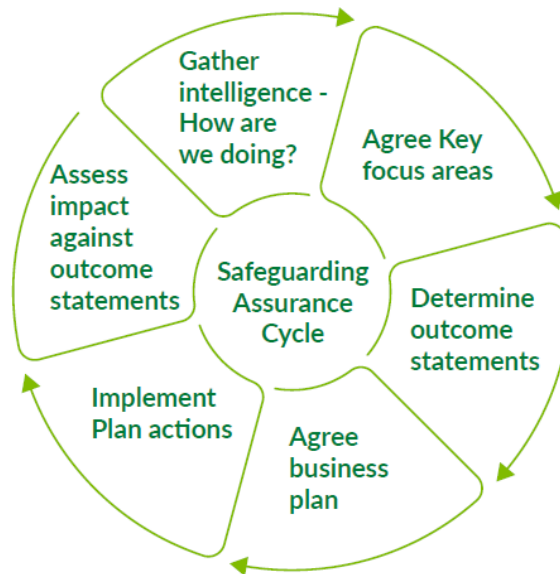 Gather
intelligence -
How are
we doing?
Agree Key
focus areas
Determine
outcome
statements
Agree
business
plan
Implement
Plan actions
Assess
impact
against
outcome
statements
Safeguarding
Assurance
Cycle